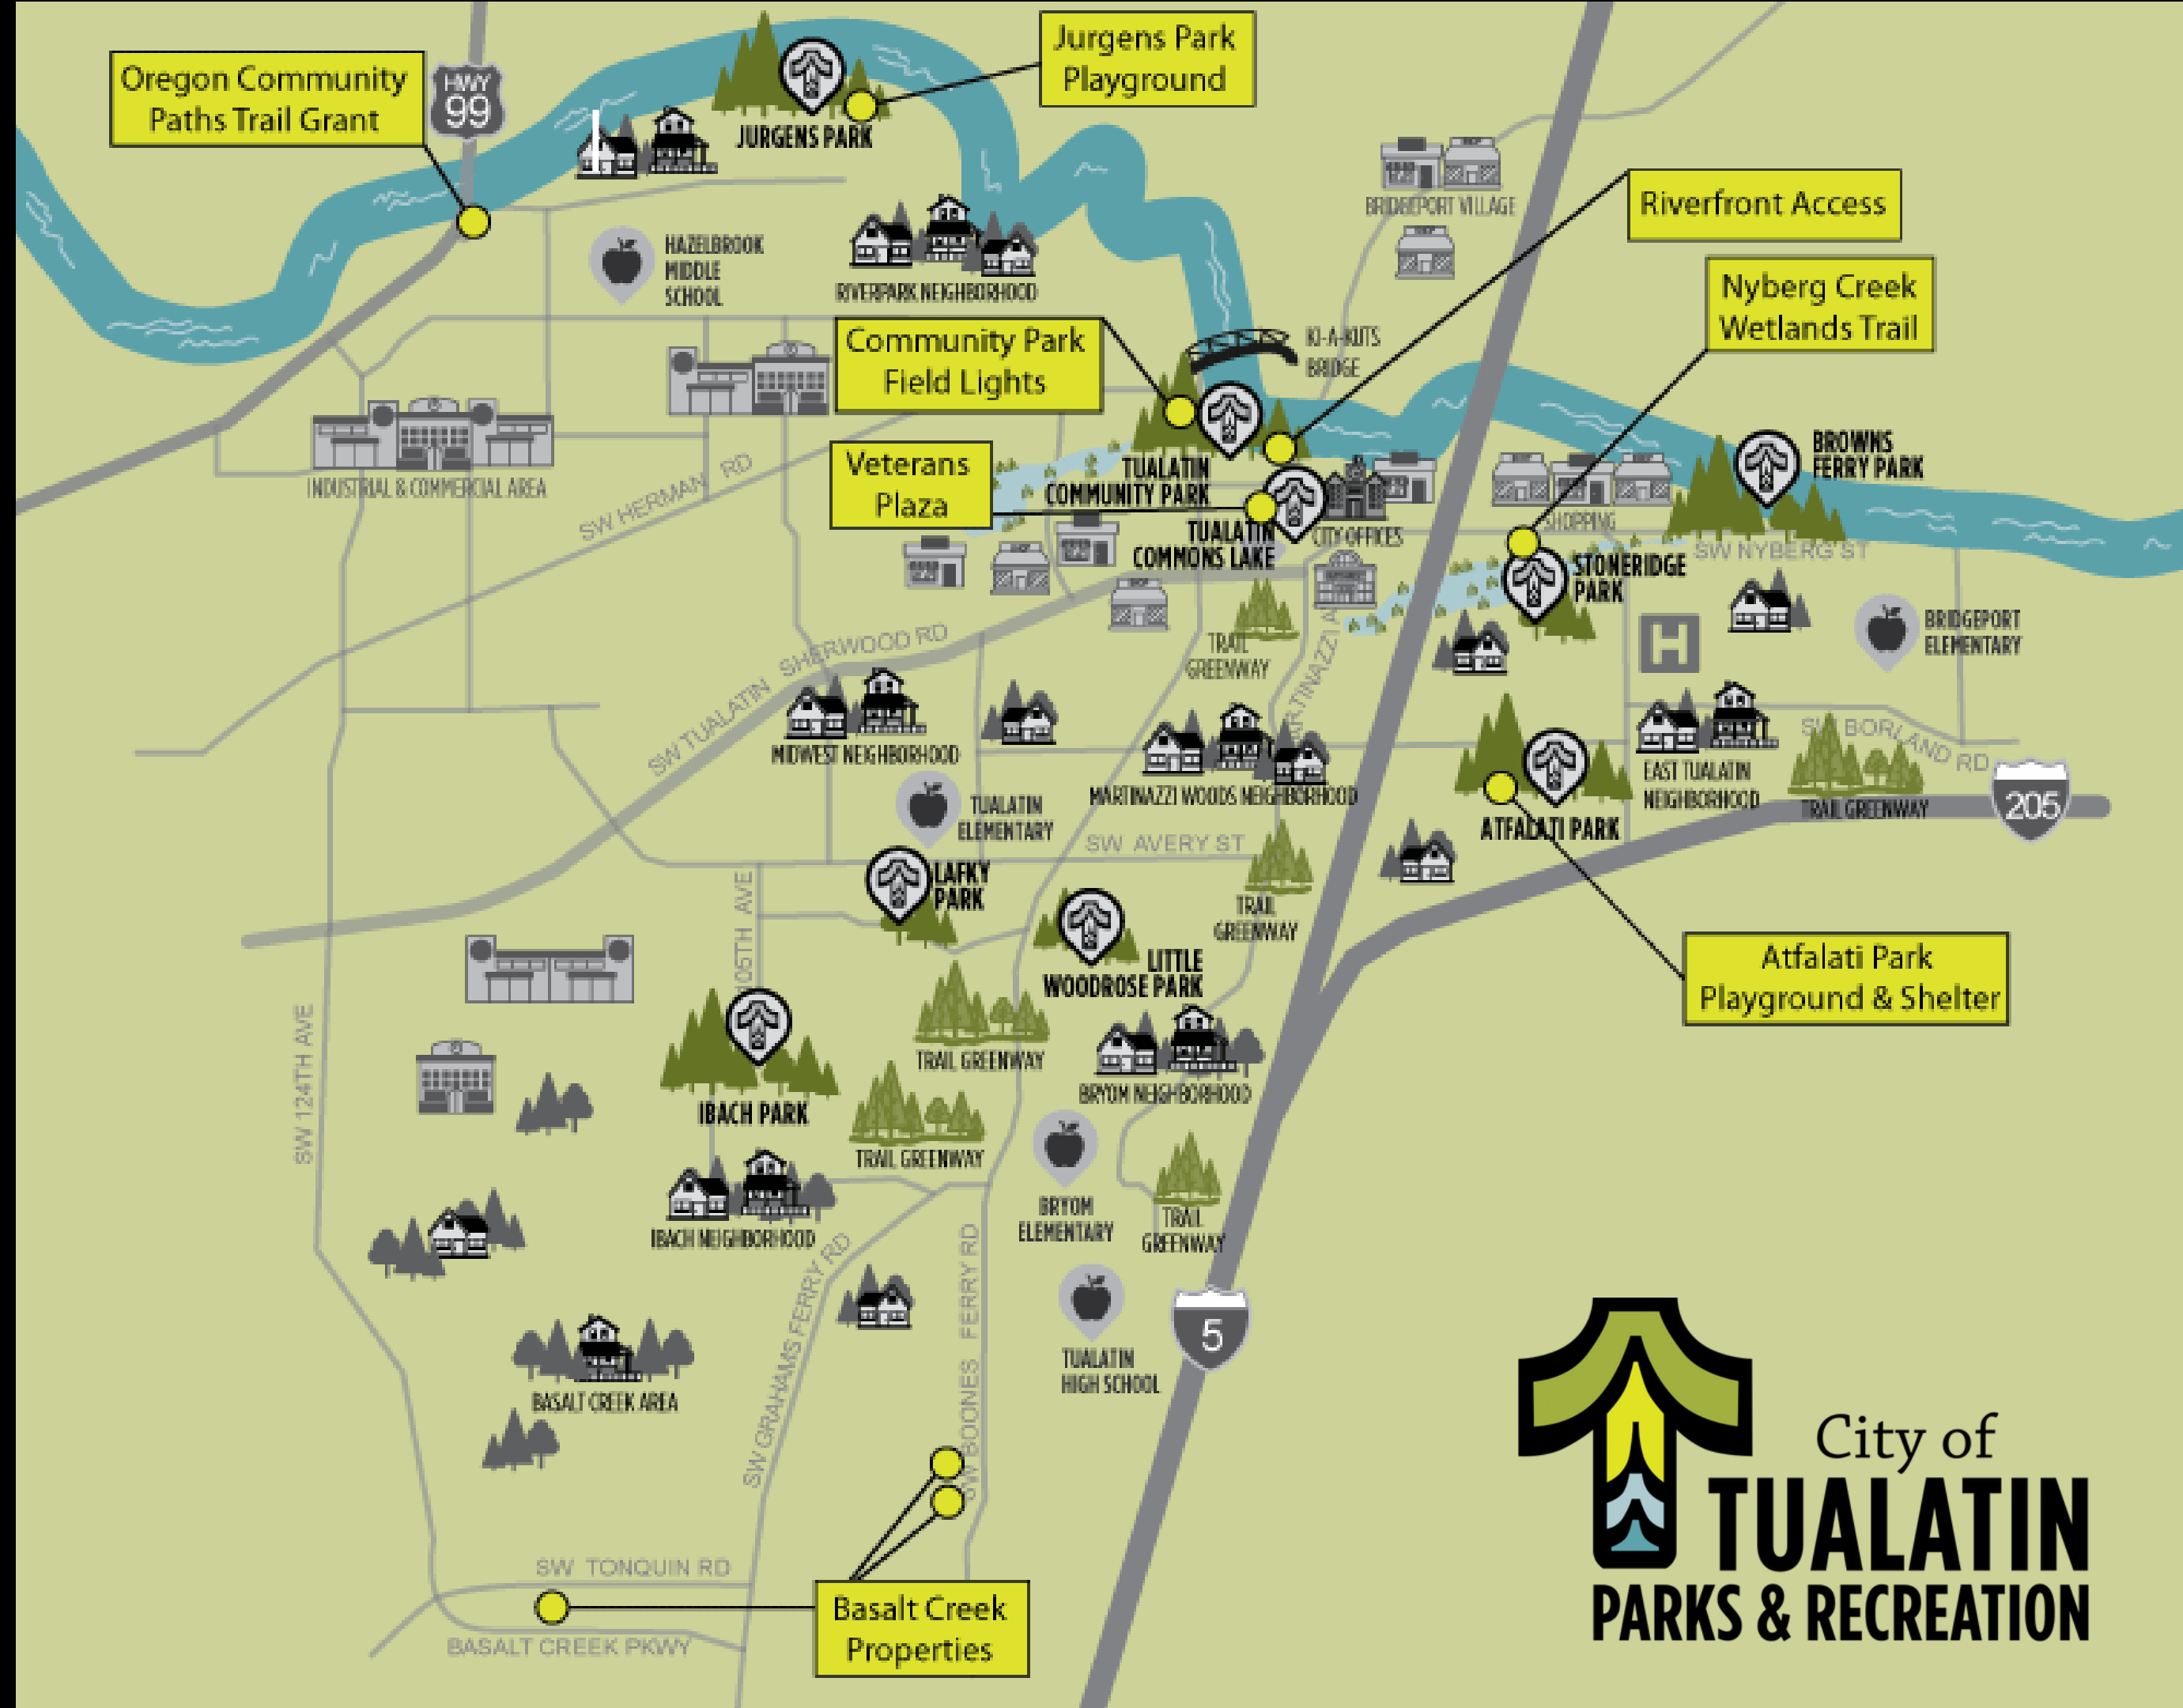 Jurgens Park
Playground
Oregon Community
Paths Trail Grant
HWY
99
JURGENS PARK
Riverfront Access
BRIDGEPORT VILLAGE
HAZELBROOK
MIDDLE
SCHOOL
RIVERPARK NEIGHBORHOOD
Nyberg Creek
Wetlands Trail
Community Park
Field Lights
KI-A-KUTS
BRIDGE
BROWNS
FERRY PARK
Veterans
Plaza
TUALATIN
COMMUNITY PARK
INDUSTRIAL & COMMERCIAL AREA
SW HERMAN RD
SHOPPING
TUALATIN
COMMONS LAKE
CITY OFFICES
SW NYBERG ST
STONERIDGE
PARK
H
BRIDGEPORT
ELEMENTARY
TRAIL
GREENWAY
SW TUALATIN SHERWOOD RD
MARTINAZZI A
MIDWEST NEIGHBORHOOD
SW BORLAND RD
EAST TUALATIN
NEIGHBORHOOD
MARTINAZZI WOODS NEIGHBORHOOD
TUALATIN
ELEMENTARY
TRAIL GREENWAY
205
ATFALATI PARK
SW AVERY ST
LAFKY
PARK
105TH AVE
TRAIL
GREENWAY
LITTLE
WOODROSE PARK
Atfalati Park
Playground & Shelter
TRAIL GREENWAY
SW 124TH AVE
IBACH PARK
BRYOM NEIGHBORHOOD
TRAIL GREENWAY
IBACH NEIGHBORHOOD
BRYOM
ELEMENTARY
TRAIL
GREENWAY
SW GRAHAMS FERRY RD
SW BOONES FERRY RD
5
TUALATIN
HIGH SCHOOL
BASALT CREEK AREA
City of
TUALATIN
PARKS & RECREATION
SW TONQUIN RD
Basalt Creek
Properties
BASALT CREEK PKWY